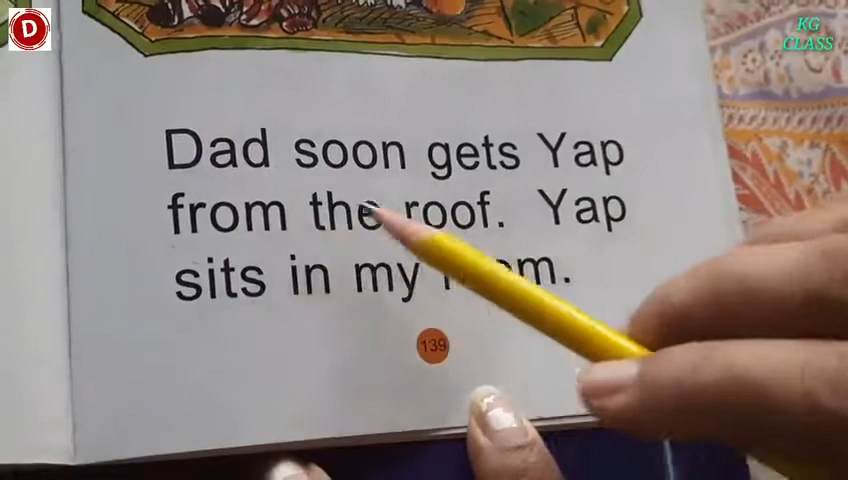 D
KG
CLASS
Dad soon gets Yap
from the roof. Yap
sits in my
139